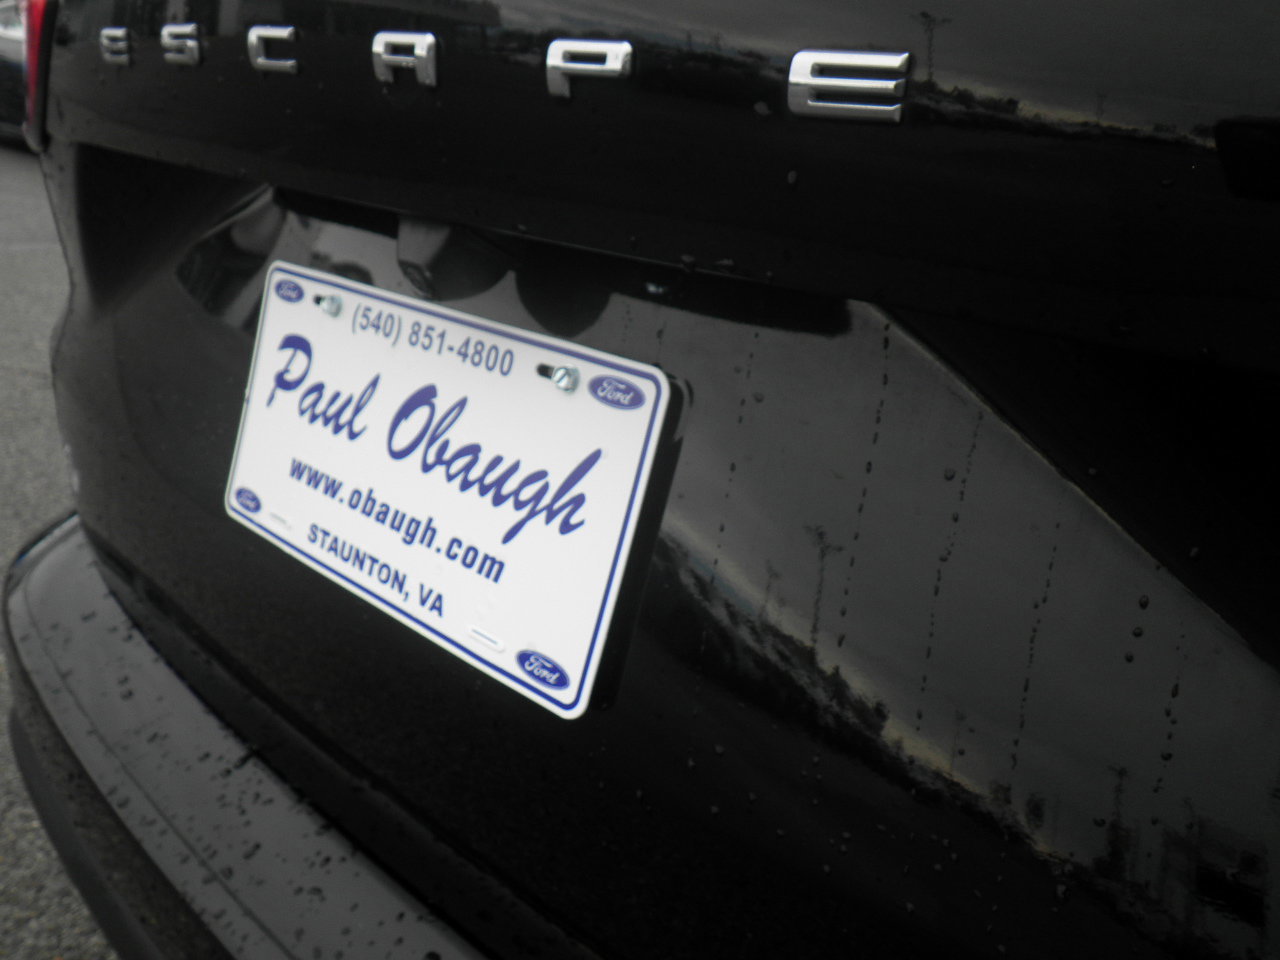 ESCAPE
Ford (540) 851-4800 Ford
Paul Obaugh
www.obaugh.com
STAUNTON, VA
Ford Ford